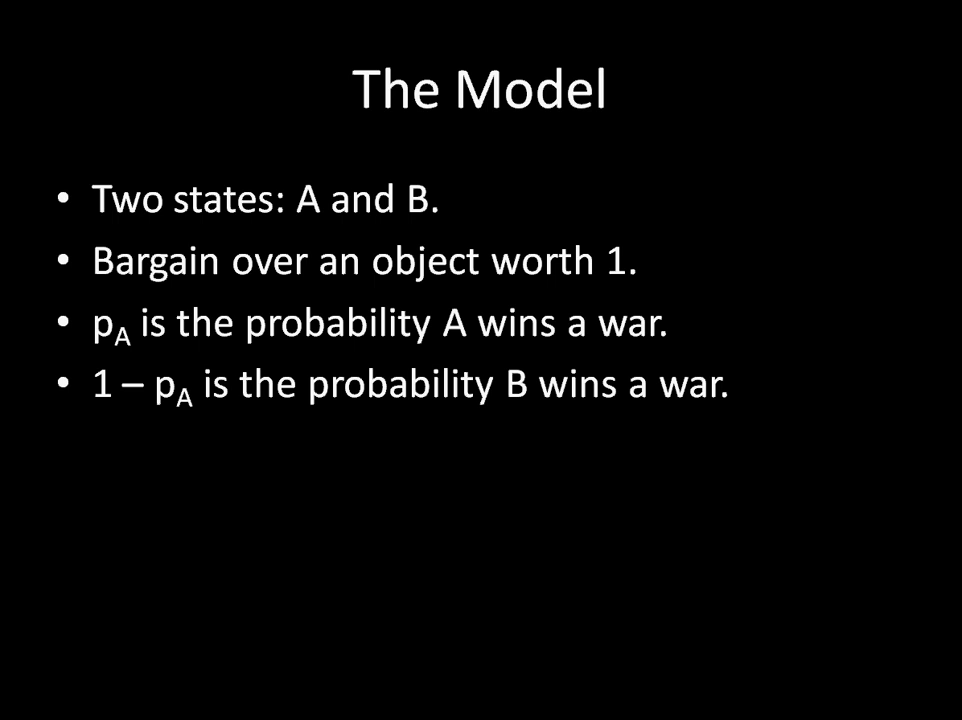 The Model
• Two states: A and B.
• Bargain over an object worth 1.
• p_A is the probability A wins a war.
• 1 – p_A is the probability B wins a war.